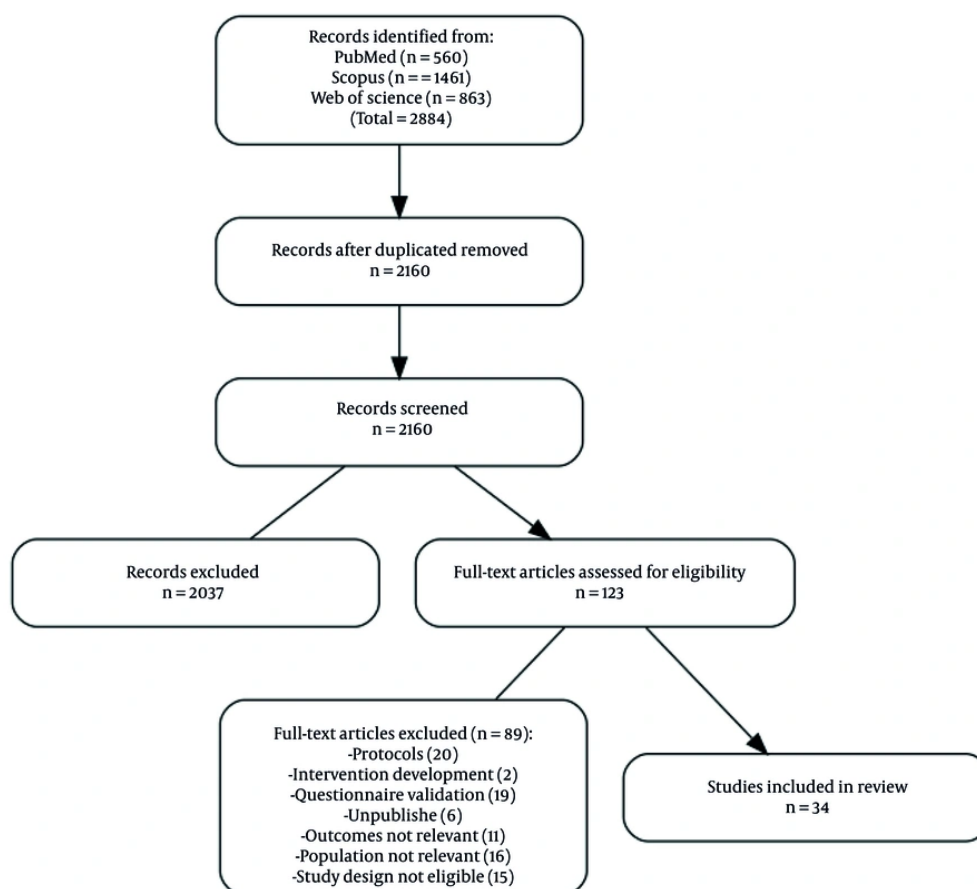 Records identified from:
PubMed (n = 560)
Scopus (n = = 1461)
Web of science (n = 863)
(Total = 2884)
Records after duplicated removed
n = 2160
Records screened
n = 2160
Records excluded
n = 2037
Full-text articles assessed for eligibility
n = 123
Full-text articles excluded (n = 89):
-Protocols (20)
-Intervention development (2)
-Questionnaire validation (19)
-Unpublishe (6)
-Outcomes not relevant (11)
-Population not relevant (16)
-Study design not eligible (15)
Studies included in review
n = 34